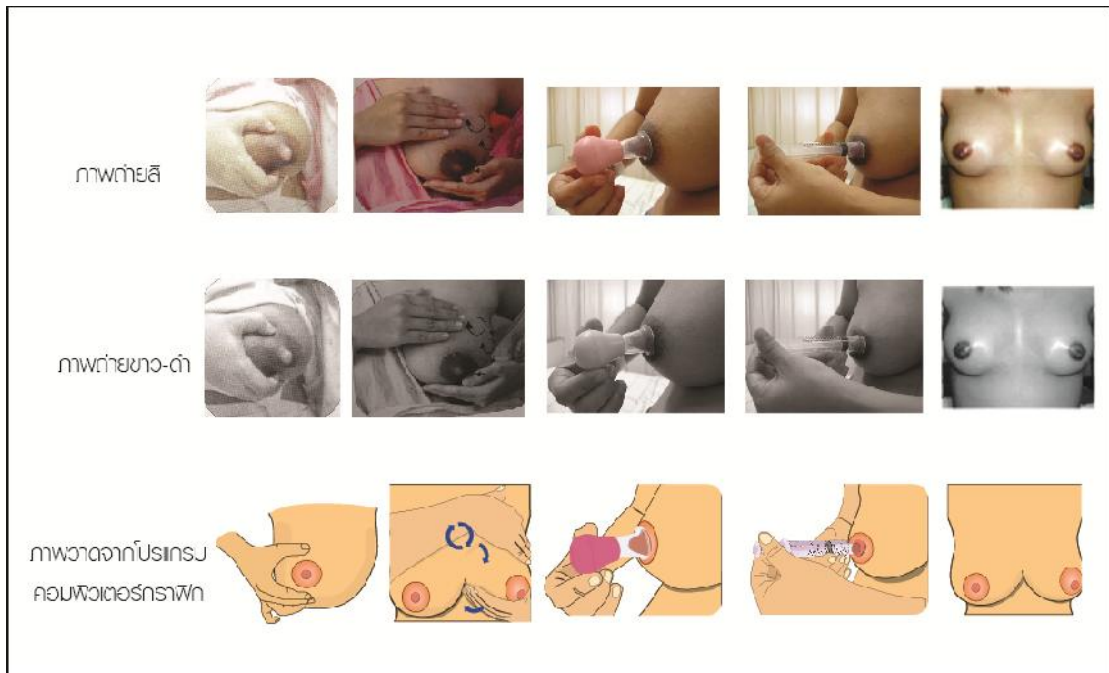 ภาพถ่ายสี
ภาพถ่ายขาว-ดำ
ภาพวาดจากโปรแกรม
คอมพิวเตอร์กราฟิก